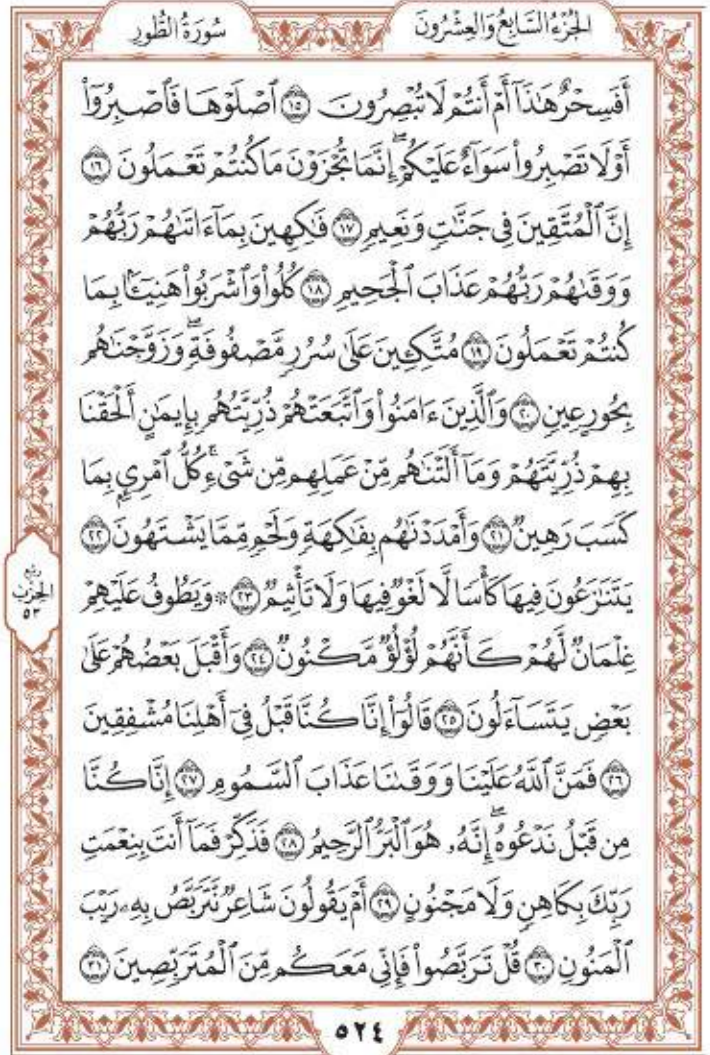 الجُزْءُ السَّابِعُ وَالعِشْرُونَ
سُورَةُ الطُّورِ
أَفَسِحْرٌ هَٰذَآ أَمْ أَنتُمْ لَا تُبْصِرُونَ ١٥ ٱصْلَوْهَا فَٱصْبِرُوٓا۟
أَوْ لَا تَصْبِرُوا۟ سَوَآءٌ عَلَيْكُمْ ۖ إِنَّمَا تُجْزَوْنَ مَا كُنتُمْ تَعْمَلُونَ ١٦
إِنَّ ٱلْمُتَّقِينَ فِى جَنَّٰتٍ وَنَعِيمٍ ١٧ فَٰكِهِينَ بِمَآ ءَاتَىٰهُمْ رَبُّهُمْ
وَوَقَىٰهُمْ رَبُّهُمْ عَذَابَ ٱلْجَحِيمِ ١٨ كُلُوا۟ وَٱشْرَبُوا۟ هَنِيٓـًٔۢا بِمَا
كُنتُمْ تَعْمَلُونَ ١٩ مُتَّكِـِٔينَ عَلَىٰ سُرُرٍ مَّصْفُوفَةٍ ۖ وَزَوَّجْنَٰهُم
بِحُورٍ عِينٍ ٢٠ وَٱلَّذِينَ ءَامَنُوا۟ وَٱتَّبَعَتْهُمْ ذُرِّيَّتُهُم بِإِيمَٰنٍ أَلْحَقْنَا
بِهِمْ ذُرِّيَّتَهُمْ وَمَآ أَلَتْنَٰهُم مِّنْ عَمَلِهِم مِّن شَىْءٍ ۚ كُلُّ ٱمْرِئٍۭ بِمَا
كَسَبَ رَهِينٌ ٢١ وَأَمْدَدْنَٰهُم بِفَٰكِهَةٍ وَلَحْمٍ مِّمَّا يَشْتَهُونَ ٢٢
يَتَنَٰزَعُونَ فِيهَا كَأْسًا لَّا لَغْوٌ فِيهَا وَلَا تَأْثِيمٌ ٢٣ ۞ وَيَطُوفُ عَلَيْهِمْ
غِلْمَانٌ لَّهُمْ كَأَنَّهُمْ لُؤْلُؤٌ مَّكْنُونٌ ٢٤ وَأَقْبَلَ بَعْضُهُمْ عَلَىٰ
بَعْضٍ يَتَسَآءَلُونَ ٢٥ قَالُوٓا۟ إِنَّا كُنَّا قَبْلُ فِىٓ أَهْلِنَا مُشْفِقِينَ
٢٦ فَمَنَّ ٱللَّهُ عَلَيْنَا وَوَقَىٰنَا عَذَابَ ٱلسَّمُومِ ٢٧ إِنَّا كُنَّا
مِن قَبْلُ نَدْعُوهُ ۖ إِنَّهُۥ هُوَ ٱلْبَرُّ ٱلرَّحِيمُ ٢٨ فَذَكِّرْ فَمَآ أَنتَ بِنِعْمَتِ
رَبِّكَ بِكَاهِنٍ وَلَا مَجْنُونٍ ٢٩ أَمْ يَقُولُونَ شَاعِرٌ نَّتَرَبَّصُ بِهِۦ رَيْبَ
ٱلْمَنُونِ ٣٠ قُلْ تَرَبَّصُوا۟ فَإِنِّى مَعَكُم مِّنَ ٱلْمُتَرَبِّصِينَ ٣١
ربع
الحزب
٥٣
٥٢٤